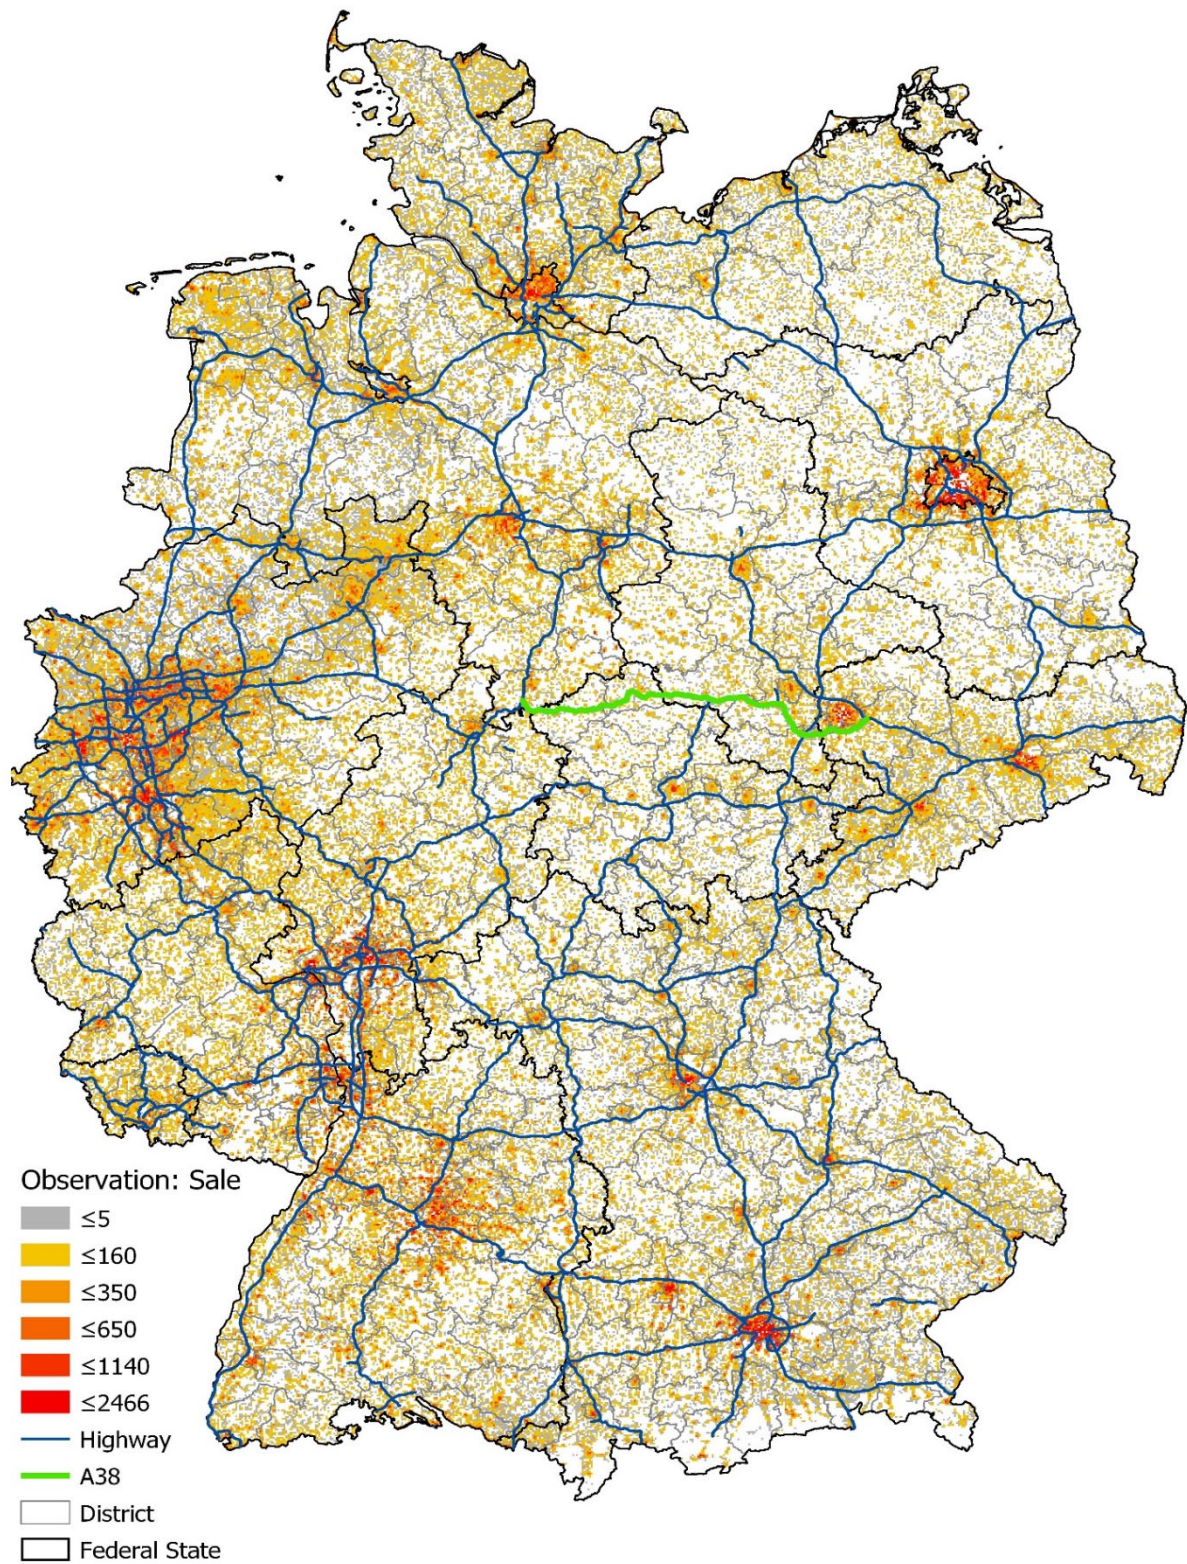 Observation: Sale
≤5
≤160
≤350
≤650
≤1140
≤2466
Highway
A38
District
Federal State